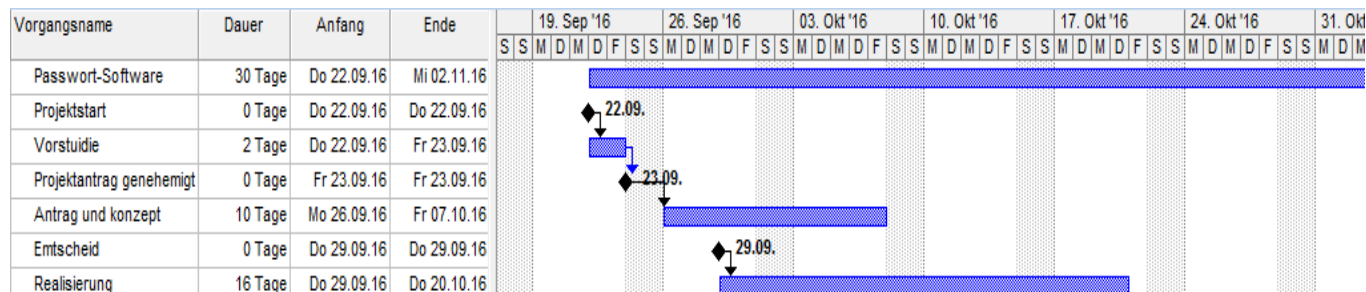 Vorgangsname Dauer Anfang Ende 19. Sep '16 26. Sep '16 03. Okt '16 10. Okt '16 17. Okt '16 24. Okt '16 31. Okt
S S M D M D F S S M D M D F S S M D M D F S S M D M D F S S M D M D F S S M D M D F S S M D M
Passwort-Software 30 Tage Do 22.09.16 Mi 02.11.16
Projektstart 0 Tage Do 22.09.16 Do 22.09.16 22.09.
Vorstuidie 2 Tage Do 22.09.16 Fr 23.09.16
Projektantrag genehemigt 0 Tage Fr 23.09.16 Fr 23.09.16 23.09.
Antrag und konzept 10 Tage Mo 26.09.16 Fr 07.10.16
Emtscheid 0 Tage Do 29.09.16 Do 29.09.16 29.09.
Realisierung 16 Tage Do 29.09.16 Do 20.10.16